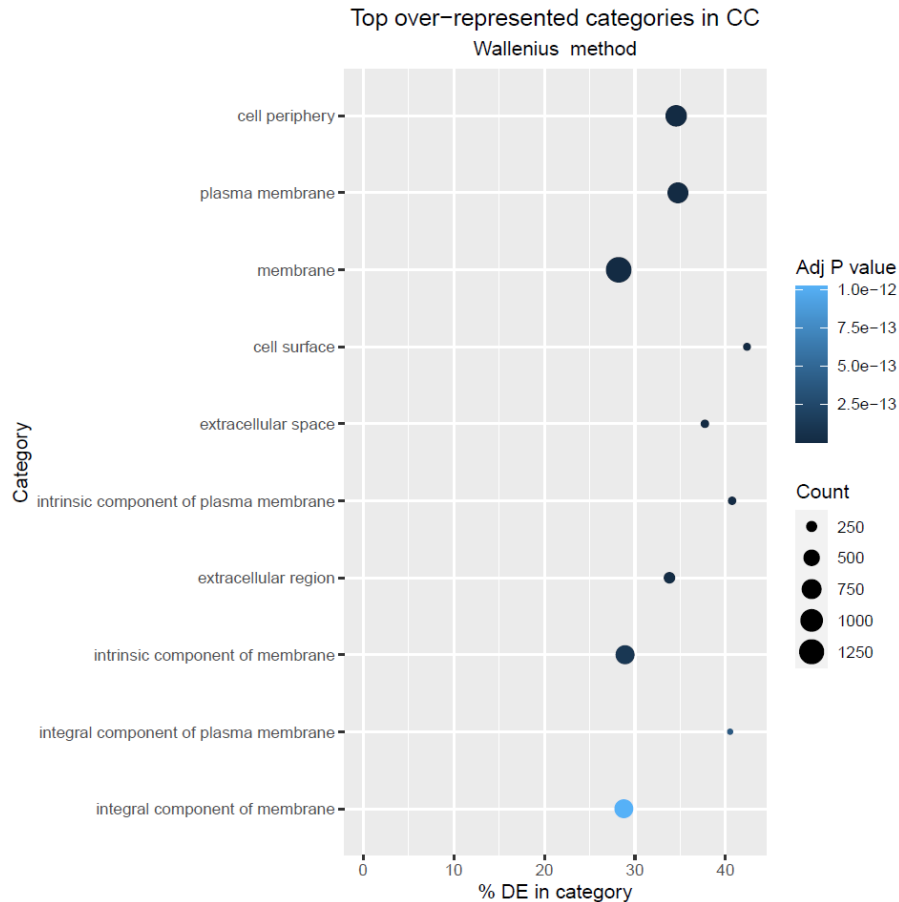 Top over−represented categories in CC
Wallenius  method
cell periphery
plasma membrane
membrane
cell surface
extracellular space
intrinsic component of plasma membrane
extracellular region
intrinsic component of membrane
integral component of plasma membrane
integral component of membrane
Category
0
10
20
30
40
% DE in category
Adj P value
1.0e−12
7.5e−13
5.0e−13
2.5e−13
Count
250
500
750
1000
1250